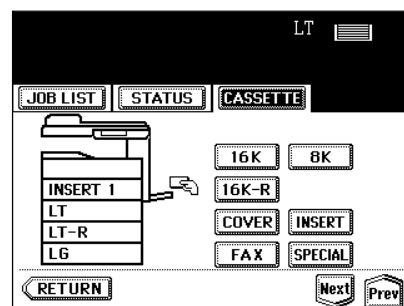 LT
JOB LIST STATUS CASSETTE
16K 8K
INSERT 1 16K-R
LT COVER INSERT
LT-R
LG FAX SPECIAL
RETURN Next Prev